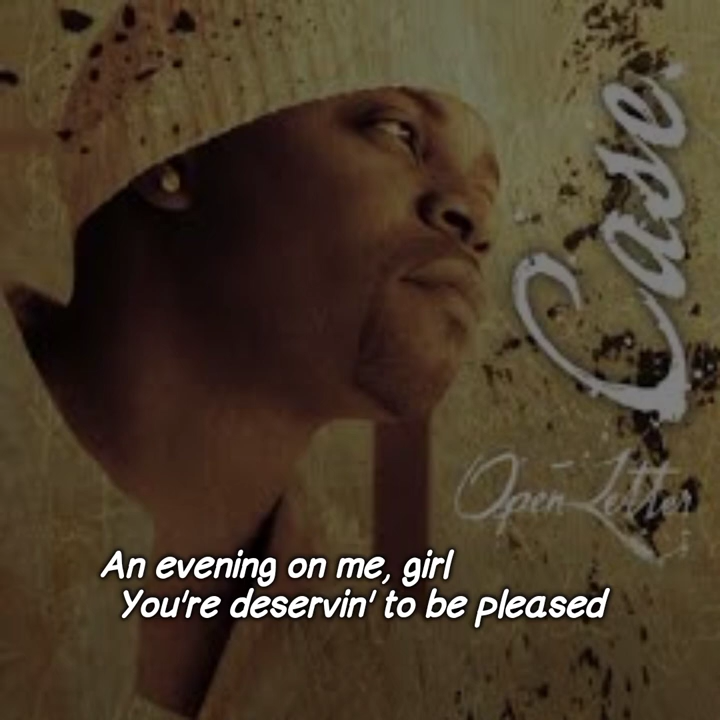 Case
Open Letter
An evening on me, girl
You're deservin' to be pleased